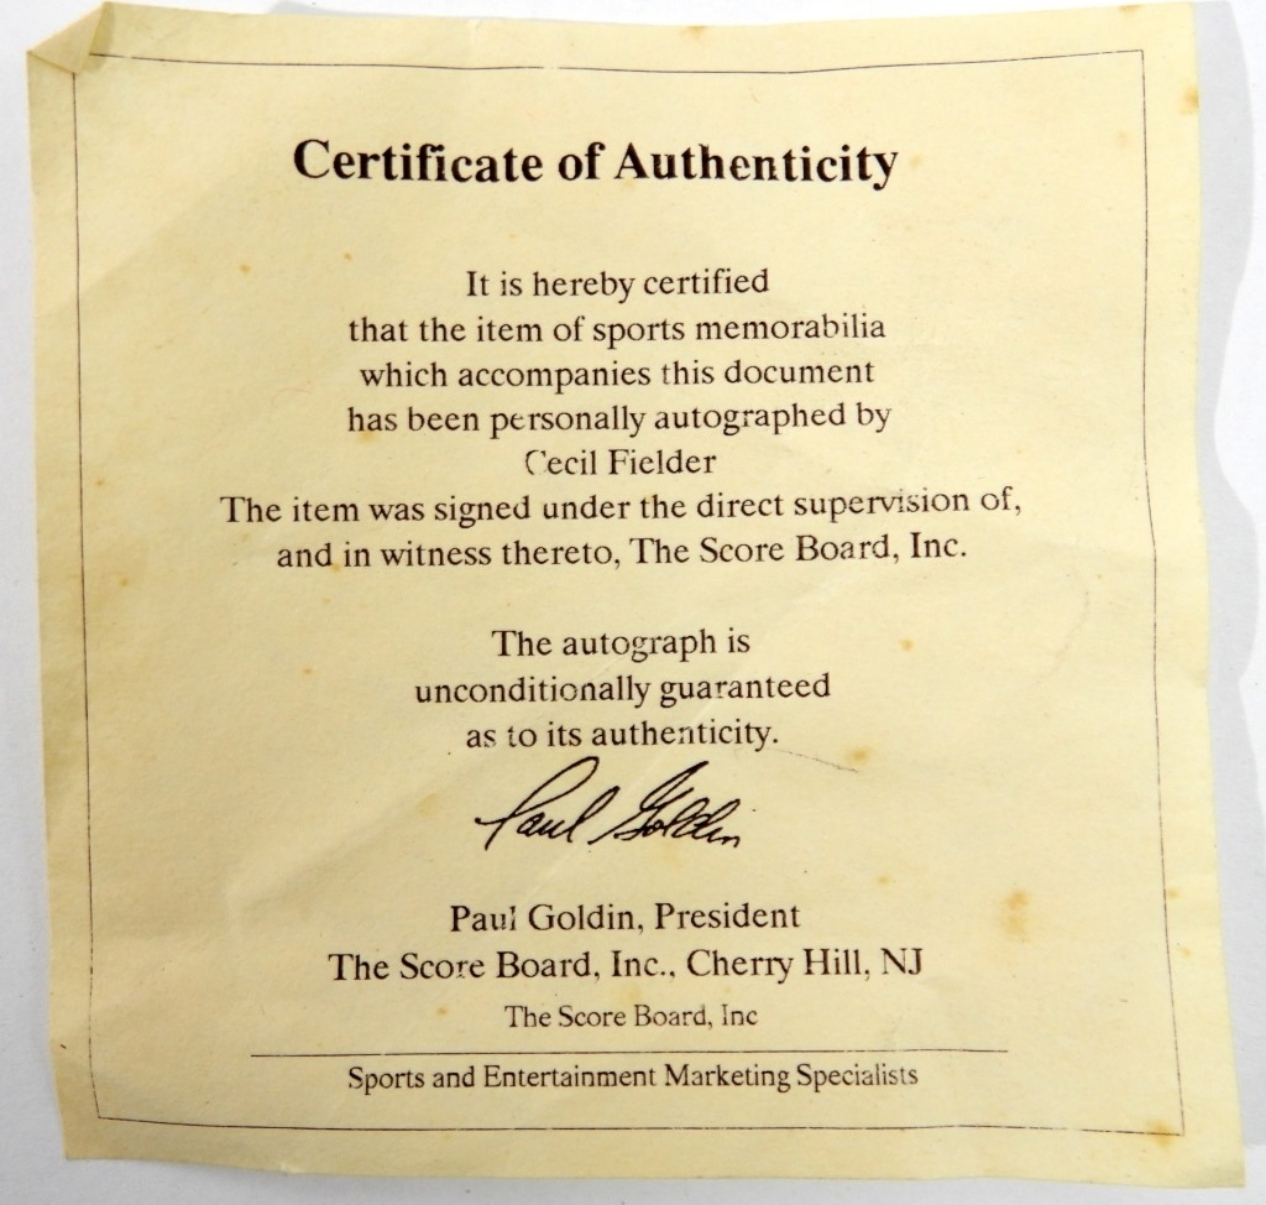 Certificate of Authenticity
It is hereby certified
that the item of sports memorabilia
which accompanies this document
has been personally autographed by
Cecil Fielder
The item was signed under the direct supervision of,
and in witness thereto, The Score Board, Inc.
The autograph is
unconditionally guaranteed
as to its authenticity.
Paul Goldin
Paul Goldin, President
The Score Board, Inc., Cherry Hill, NJ
The Score Board, Inc
Sports and Entertainment Marketing Specialists